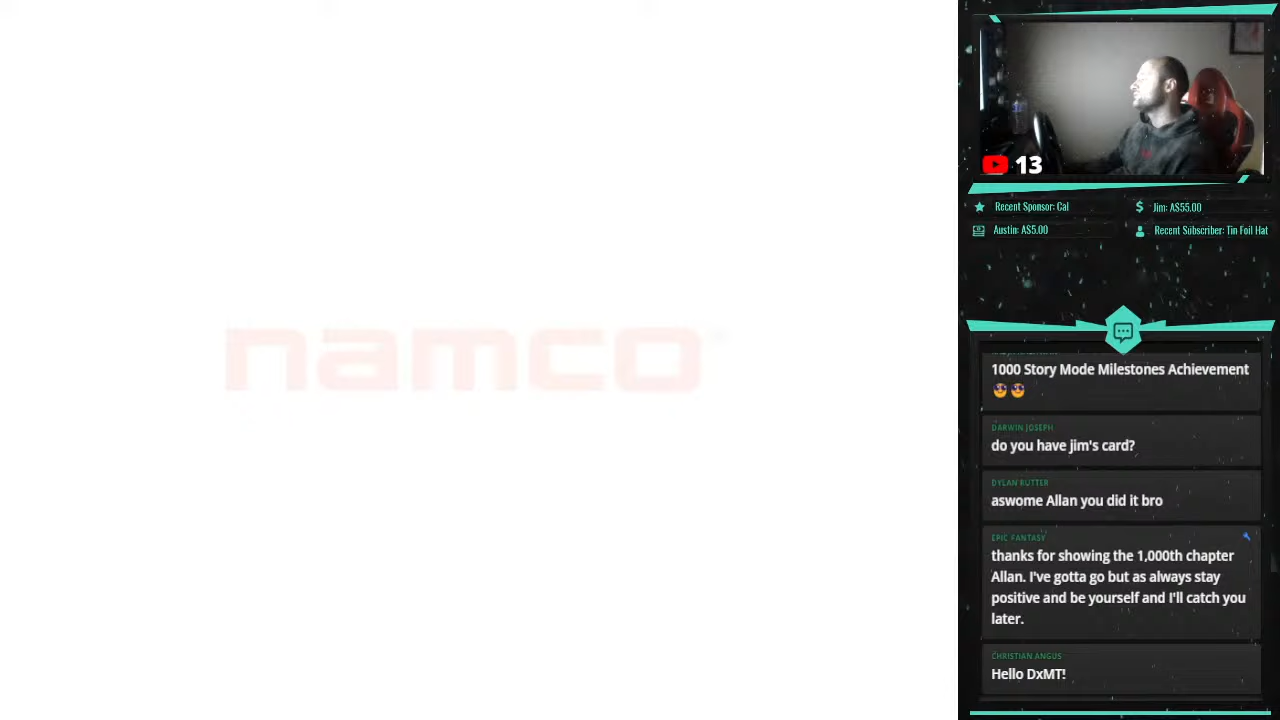 namco
13
Recent Sponsor: Cal
Jim: A$55.00
Austin: A$5.00
Recent Subscriber: Tin Foil Hat
1000 Story Mode Milestones Achievement
DARWIN JOSEPH
do you have jim's card?
DYLAN RUTTER
aswome Allan you did it bro
EPIC FANTASY
thanks for showing the 1,000th chapter
Allan. I've gotta go but as always stay
positive and be yourself and I'll catch you
later.
CHRISTIAN ANGUS
Hello DxMT!